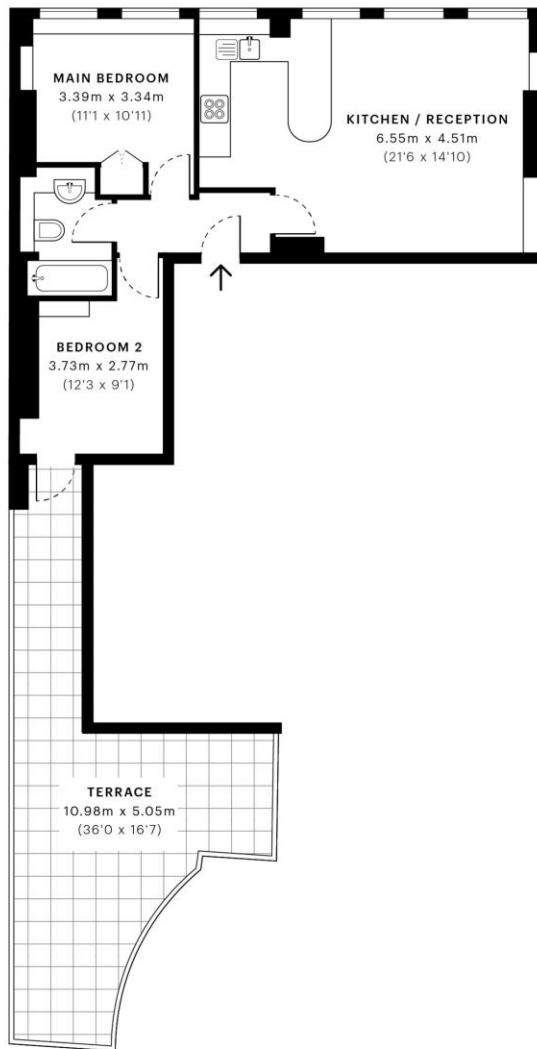 MAIN BEDROOM
3.39m x 3.34m
(11'1 x 10'11)
KITCHEN / RECEPTION
6.55m x 4.51m
(21'6 x 14'10)
BEDROOM 2
3.73m x 2.77m
(12'3 x 9'1)
TERRACE
10.98m x 5.05m
(36'0 x 16'7)